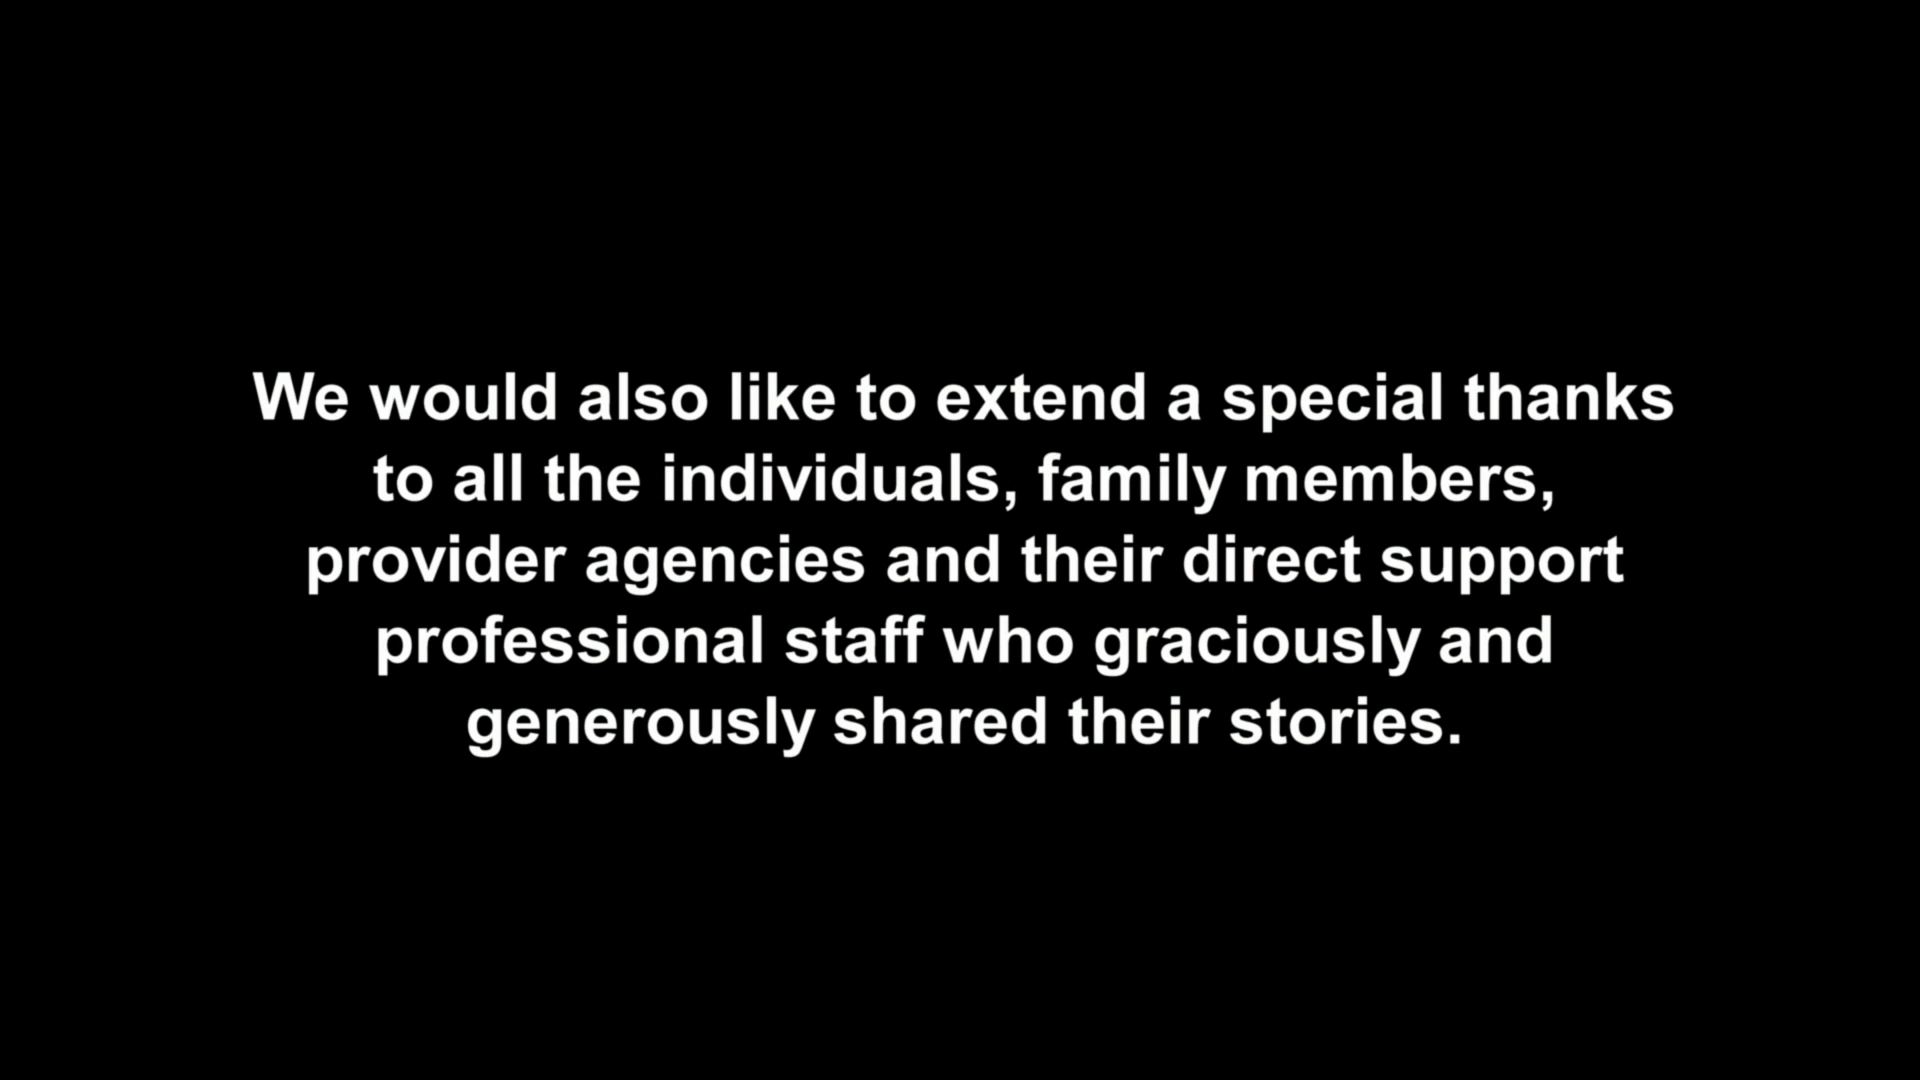 We would also like to extend a special thanks
to all the individuals, family members,
provider agencies and their direct support
professional staff who graciously and
generously shared their stories.